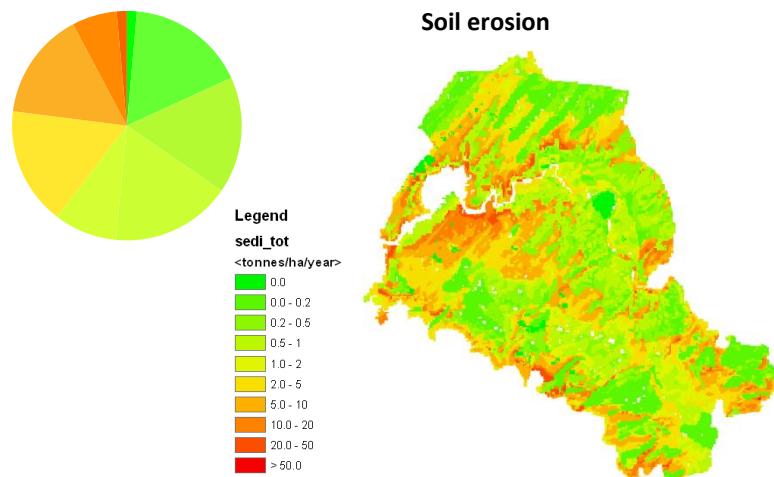 Soil erosion
Legend
sedi_tot
<tonnes/ha/year>
0.0
0.0 - 0.2
0.2 - 0.5
0.5 - 1
1.0 - 2
2.0 - 5
5.0 - 10
10.0 - 20
20.0 - 50
> 50.0